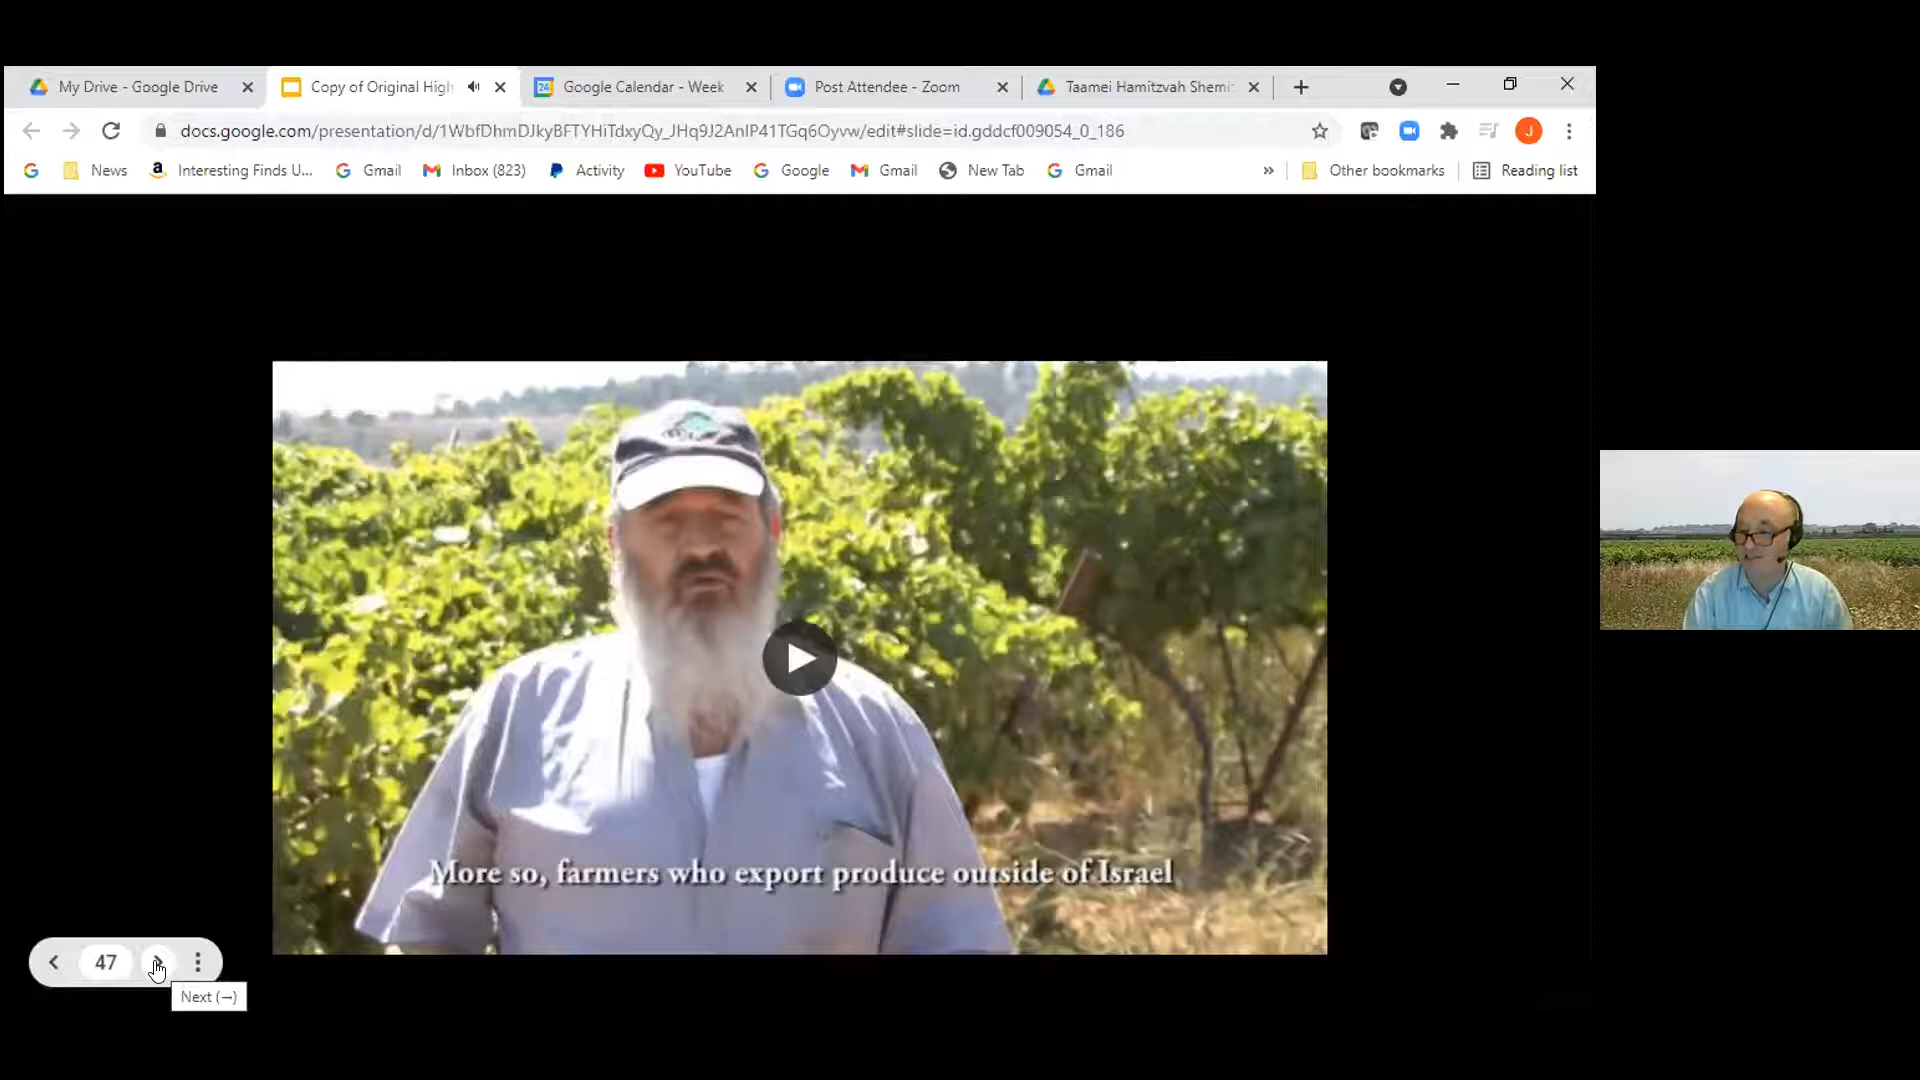 My Drive - Google Drive
Copy of Original High
Google Calendar - Week
Post Attendee - Zoom
Taamei Hamitzvah Shemit
docs.google.com/presentation/d/1WbfDhmDJkyBFTYHiTdxyQy_JHq9J2AnlP41TGq6Oyvw/edit#slide=id.gddcf009054_0_186
J
News
Interesting Finds U...
Gmail
Inbox (823)
Activity
YouTube
Google
Gmail
New Tab
Gmail
»
Other bookmarks
Reading list
More so, farmers who export produce outside of Israel
47
Next (→)